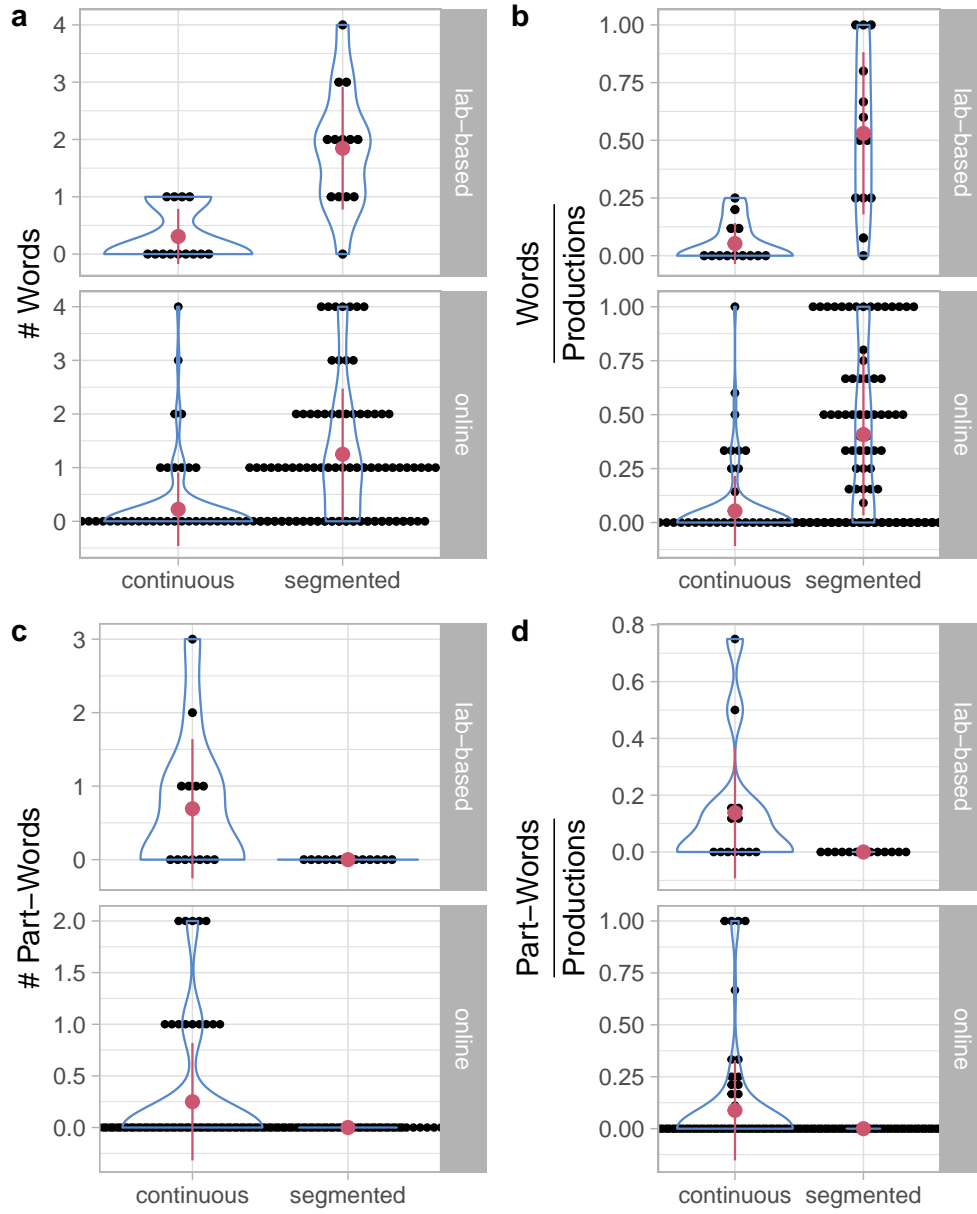 a
# Words
4
3
2
1
0
lab−based
4
3
2
1
0
online
continuous segmented
b
Words
Productions
1.00
0.75
0.50
0.25
0.00
lab−based
1.00
0.75
0.50
0.25
0.00
online
continuous segmented
c
# Part−Words
3
2
1
0
lab−based
2.0
1.5
1.0
0.5
0.0
online
continuous segmented
d
Part−Words
Productions
0.8
0.6
0.4
0.2
0.0
lab−based
1.00
0.75
0.50
0.25
0.00
online
continuous segmented